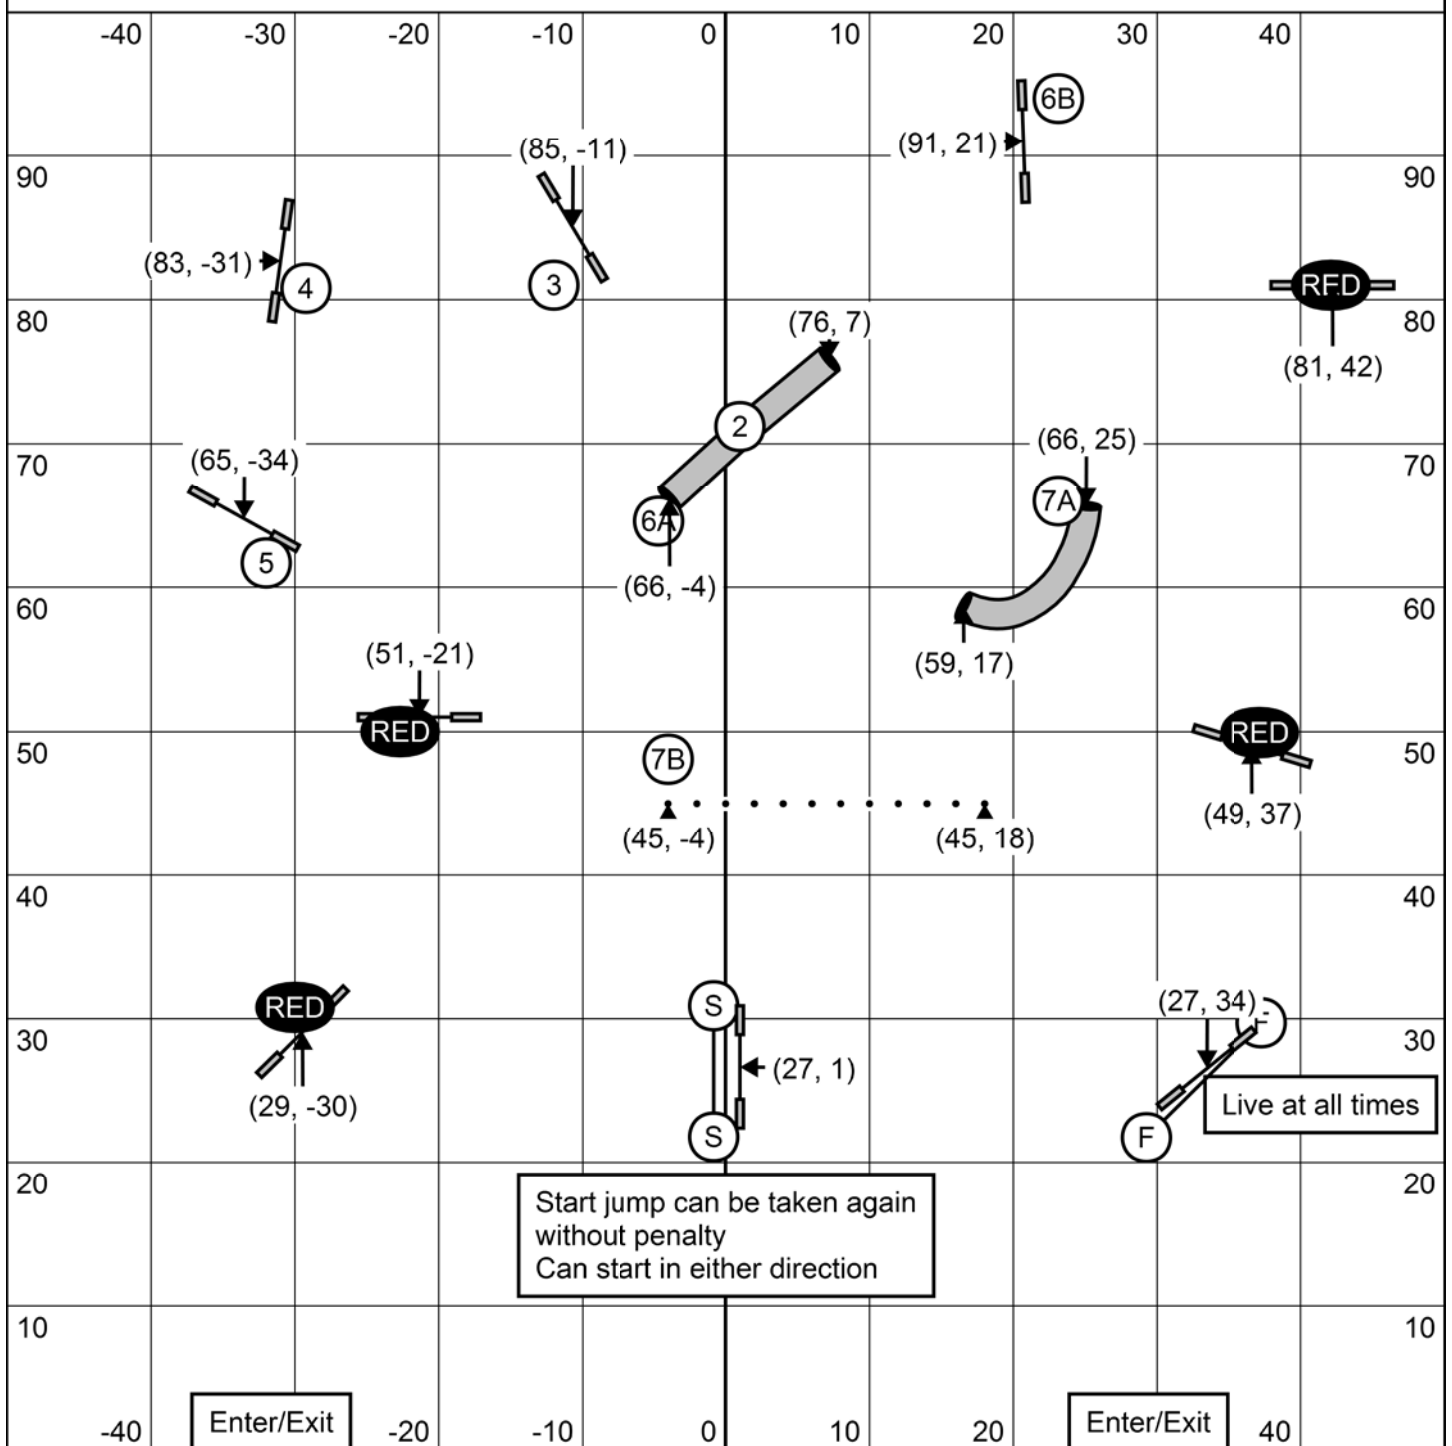 -40 -30 -20 -10 0 10 20 30 40
6B
(91, 21)
(85, -11)
90 90
(83, -31)
4
3
RED
80 80
(76, 7)
(81, 42)
2
(66, 25)
70 70
(65, -34)
7A
6A
5
(66, -4)
60 60
(51, -21)
(59, 17)
RED
RED
7B
50 50
(49, 37)
(45, -4) (45, 18)
40 40
RED
S
(27, 34)
30 30
(27, 1)
(29, -30)
Live at all times
S
F
20 20
Start jump can be taken again
without penalty
Can start in either direction
10 10
Enter/Exit
Enter/Exit
-40 -20 -10 0 10 20 40